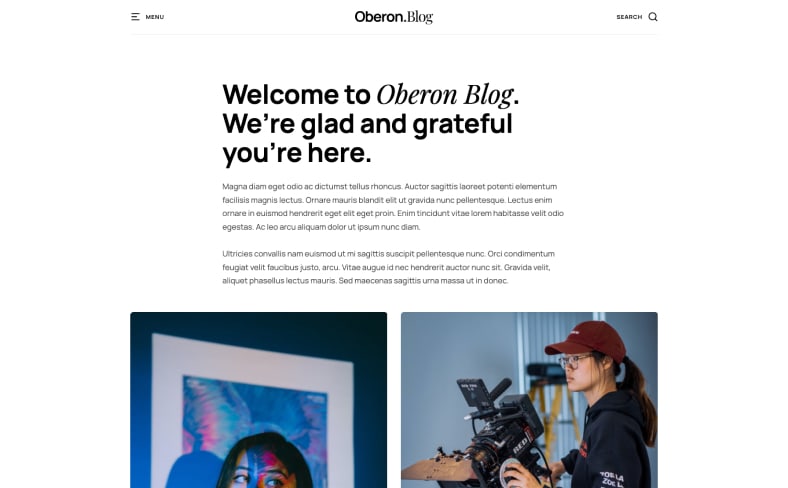 MENU
Oberon.Blog
SEARCH
Welcome to Oberon Blog.
We’re glad and grateful
you’re here.
Magna diam eget odio ac dictumst tellus rhoncus. Auctor sagittis laoreet potenti elementum
facilisis magnis lectus. Ornare mauris blandit elit ut gravida nunc pellentesque. Lectus enim
ornare in euismod hendrerit eget elit eget proin. Enim tincidunt vitae lorem habitasse velit odio
egestas. Ac leo arcu aliquam dolor ut ipsum nunc diam.
Ultricies convallis nam euismod ut mi sagittis suscipit pellentesque nunc. Orci condimentum
feugiat velit faucibus justo, arcu. Vitae augue id nec hendrerit auctor nunc sit. Gravida velit,
aliquet phasellus lectus mauris. Sed maecenas sagittis urna massa ut in donec.
RED